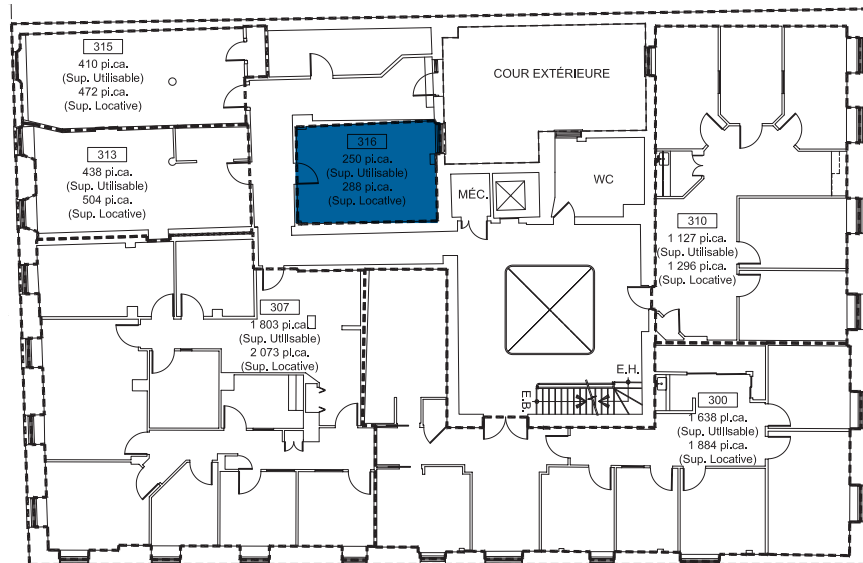 315
410 pi.ca.
(Sup. Utilisable)
472 pi.ca.
(Sup. Locative)
313
438 pi.ca.
(Sup. Utilisable)
504 pi.ca.
(Sup. Locative)
316
250 pi.ca.
(Sup. Utilisable)
288 pi.ca.
(Sup. Locative)
COUR EXTÉRIEURE
WC
MÉC.
310
1 127 pi.ca.
(Sup. Utilisable)
1 296 pi.ca.
(Sup. Locative)
307
1 803 pi.ca.
(Sup. Utilisable)
2 073 pi.ca.
(Sup. Locative)
E.H.
E.B.
300
1 638 pi.ca.
(Sup. Utilisable)
1 884 pi.ca.
(Sup. Locative)